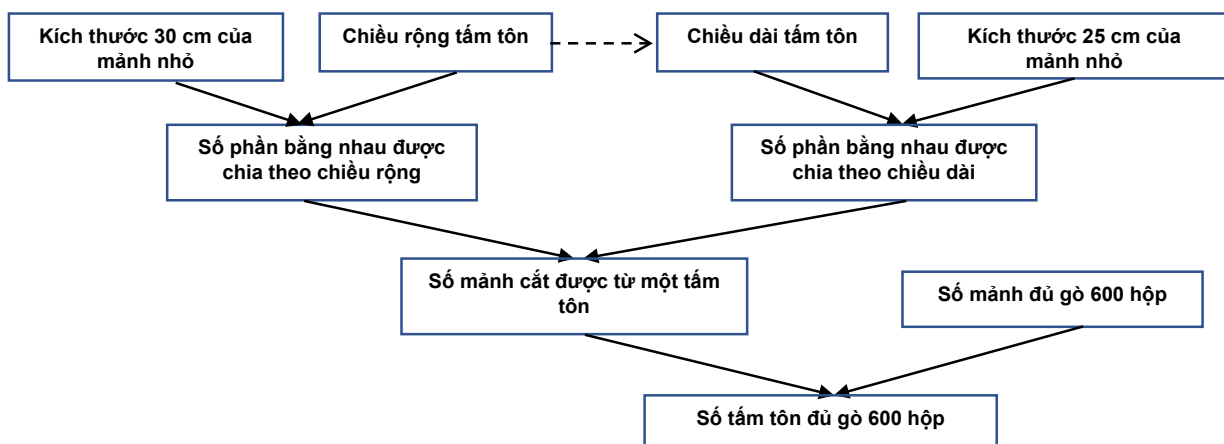 Kích thước 30 cm của
mảnh nhỏ
Chiều rộng tấm tôn
Chiều dài tấm tôn
Kích thước 25 cm của
mảnh nhỏ
Số phần bằng nhau được
chia theo chiều rộng
Số phần bằng nhau được
chia theo chiều dài
Số mảnh cắt được từ một tấm
tôn
Số mảnh đủ gò 600 hộp
Số tấm tôn đủ gò 600 hộp